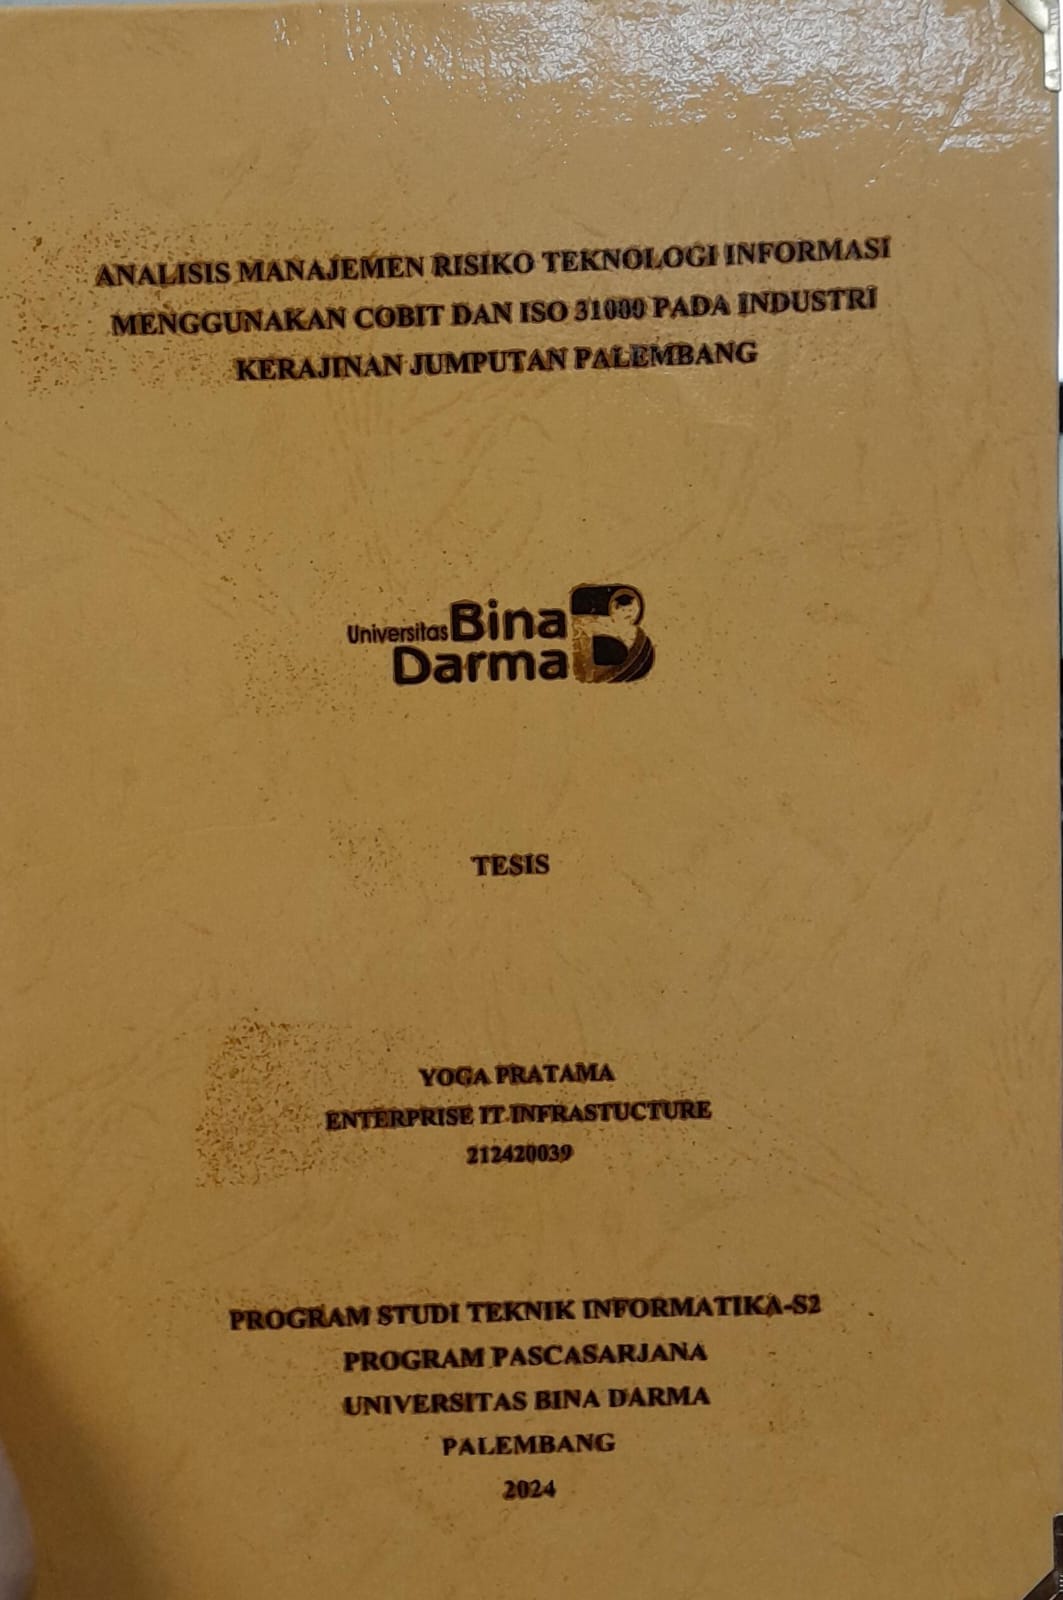 ANALISIS MANAJEMEN RISIKO TEKNOLOGI INFORMASI
MENGGUNAKAN COBIT DAN ISO 31000 PADA INDUSTRI
KERAJINAN JUMPUTAN PALEMBANG
Universitas Bina
Darma
TESIS
YOGA PRATAMA
ENTERPRISE IT INFRASTUCTURE
212420039
PROGRAM STUDI TEKNIK INFORMATIKA-S2
PROGRAM PASCASARJANA
UNIVERSITAS BINA DARMA
PALEMBANG
2024